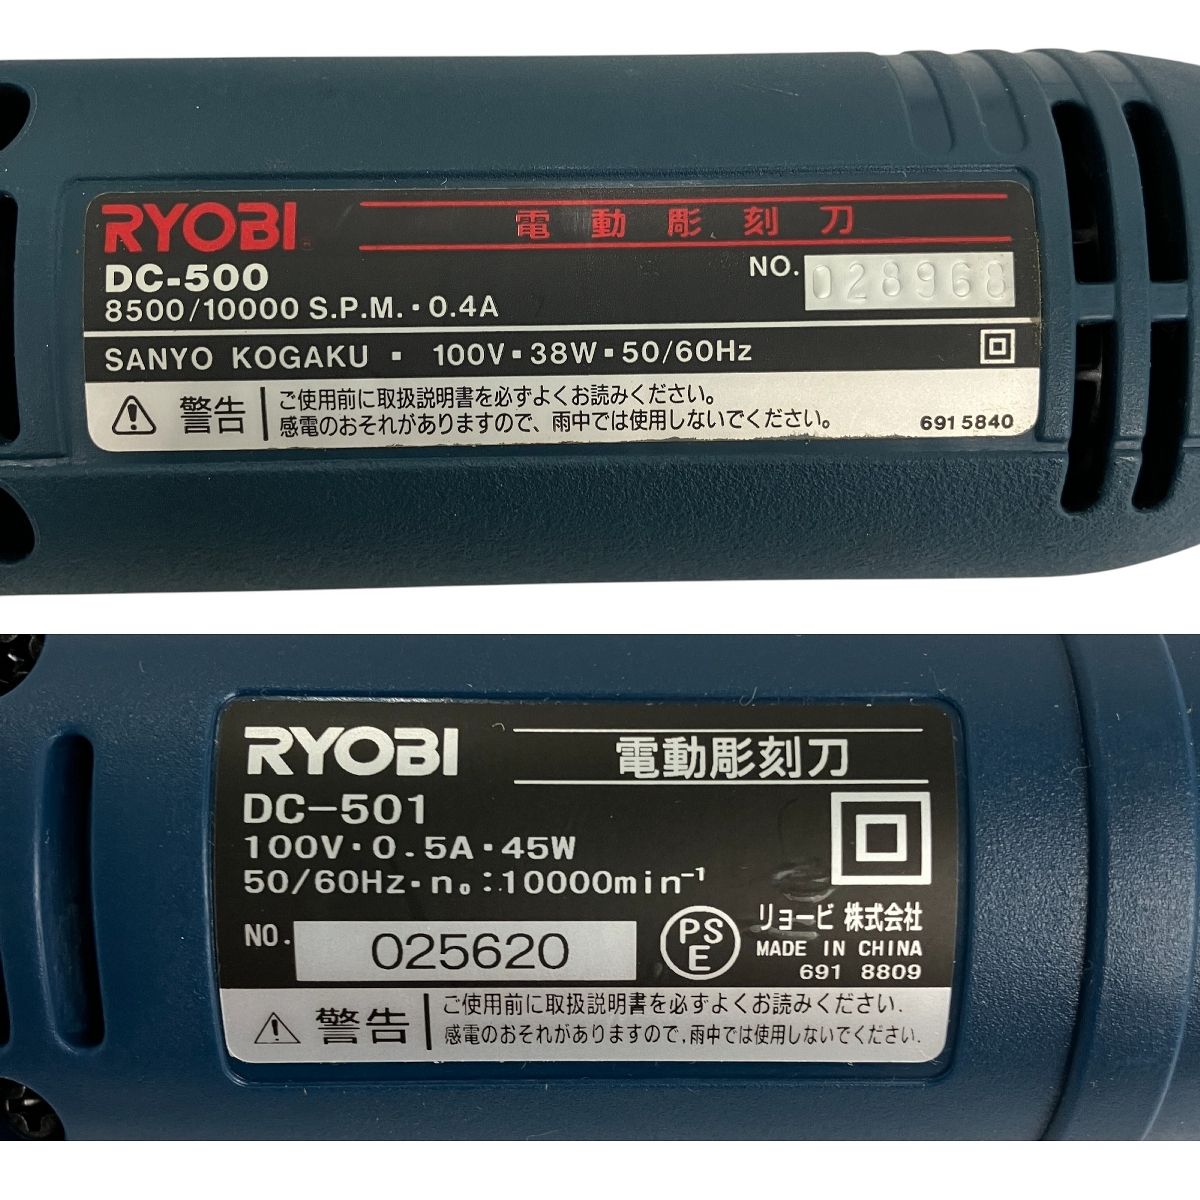 RYOBI 電動彫刻刀
DC-500 NO. 028968
8500/10000 S.P.M.・0.4A
SANYO KOGAKU ・ 100V・38W・50/60Hz
警告 ご使用前に取扱説明書を必ずよくお読みください。
感電のおそれがありますので、雨中では使用しないでください。
691 5840
RYOBI 電動彫刻刀
DC-501
100V・0.5A・45W
50/60Hz・n₀:10000min⁻¹
NO. 025620
PS
E
リョービ 株式会社
MADE IN CHINA
691 8809
警告 ご使用前に取扱説明書を必ずよくお読みください.
感電のおそれがありますので,雨中では使用しないでください.